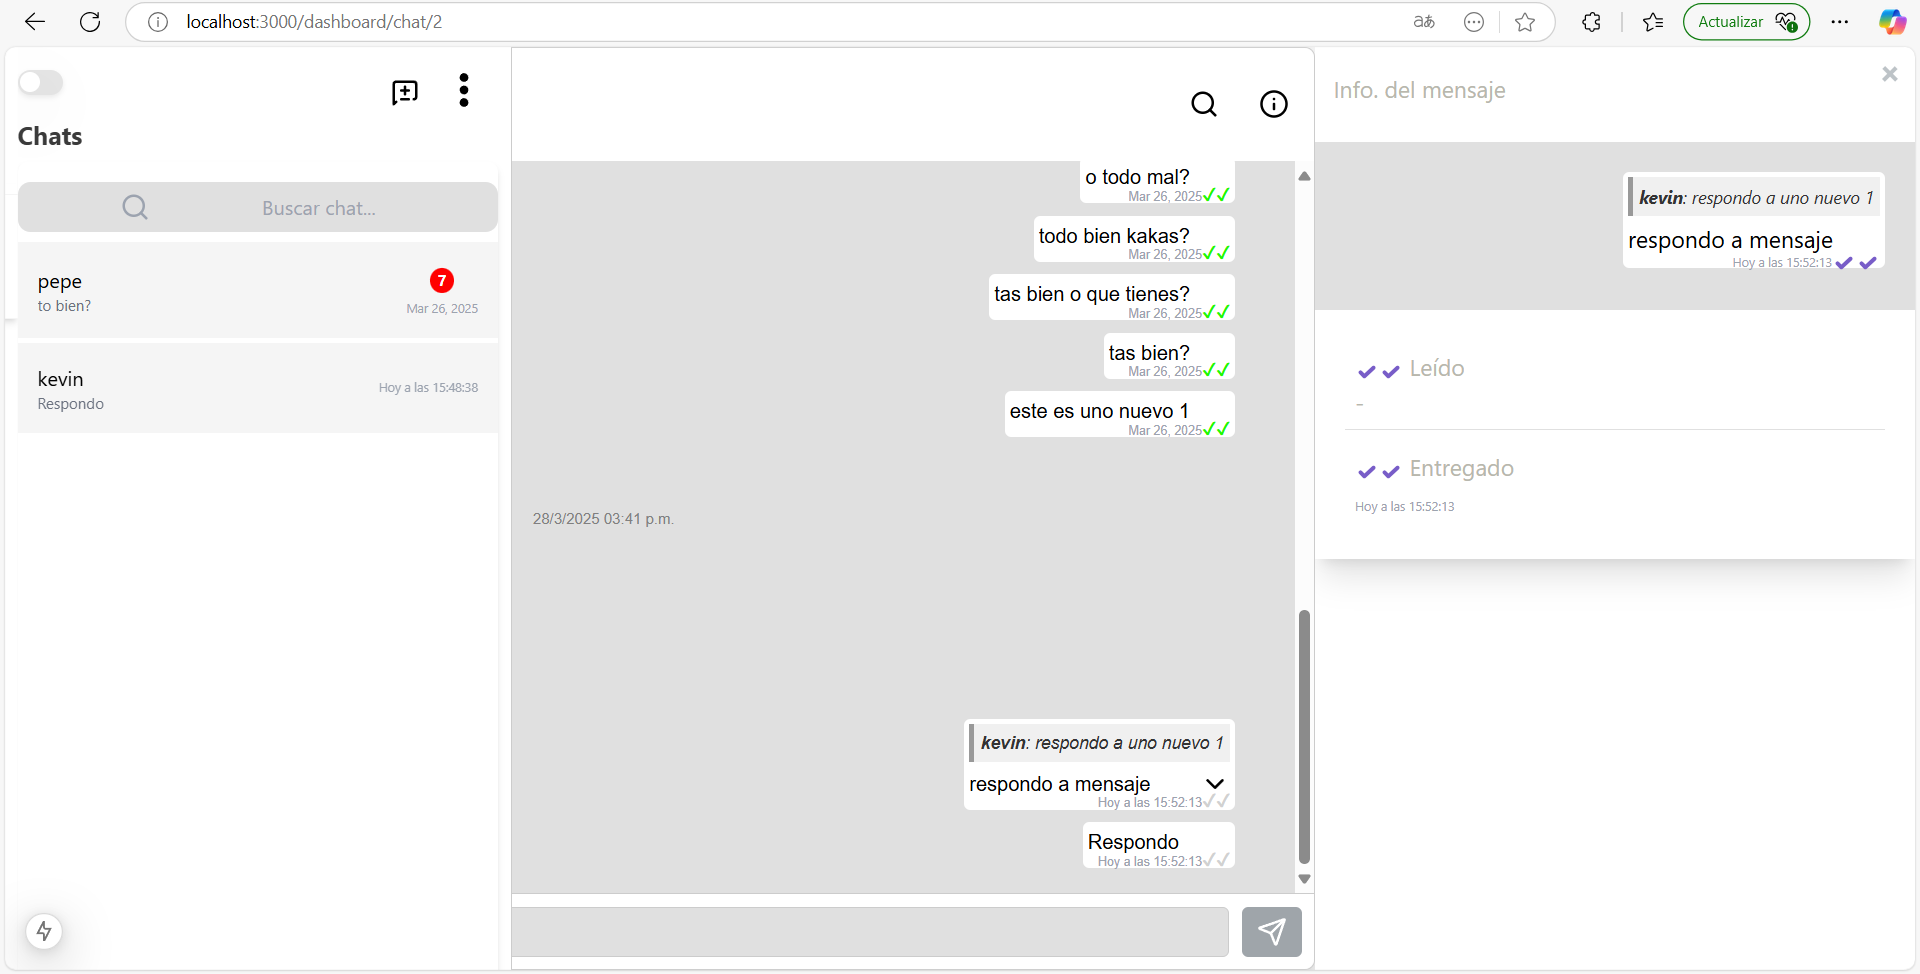 localhost:3000/dashboard/chat/2
aあ
Actualizar
Chats
Buscar chat...
pepe
7
to bien?
Mar 26, 2025
kevin
Hoy a las 15:48:38
Respondo
o todo mal?
Mar 26, 2025
todo bien kakas?
Mar 26, 2025
tas bien o que tienes?
Mar 26, 2025
tas bien?
Mar 26, 2025
este es uno nuevo 1
Mar 26, 2025
28/3/2025 03:41 p.m.
kevin: respondo a uno nuevo 1
respondo a mensaje
Hoy a las 15:52:13
Respondo
Hoy a las 15:52:13
Info. del mensaje
kevin: respondo a uno nuevo 1
respondo a mensaje
Hoy a las 15:52:13
Leído
-
Entregado
Hoy a las 15:52:13